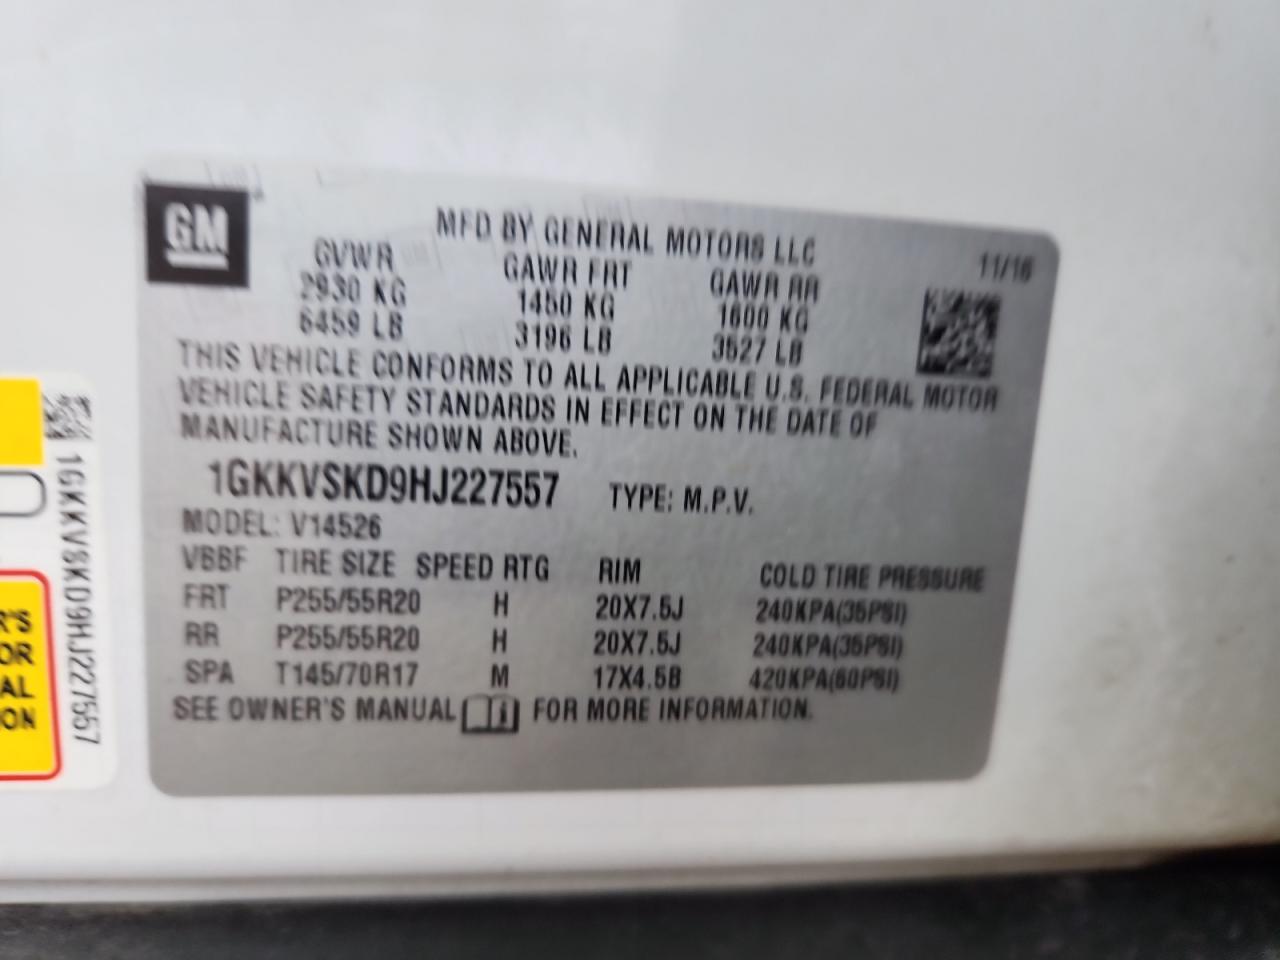 GM
MFD BY GENERAL MOTORS LLC
11/16
GVWR GAWR FRT GAWR RR
2930 KG 1450 KG 1600 KG
6459 LB 3196 LB 3527 LB
THIS VEHICLE CONFORMS TO ALL APPLICABLE U.S. FEDERAL MOTOR
VEHICLE SAFETY STANDARDS IN EFFECT ON THE DATE OF
MANUFACTURE SHOWN ABOVE.
1GKKVSKD9HJ227557 TYPE: M.P.V.
MODEL: V14526
VBBF TIRE SIZE SPEED RTG RIM COLD TIRE PRESSURE
FRT P255/55R20 H 20X7.5J 240KPA(35PSI)
RR P255/55R20 H 20X7.5J 240KPA(35PSI)
SPA T145/70R17 M 17X4.5B 420KPA(60PSI)
SEE OWNER'S MANUAL FOR MORE INFORMATION.
1GKKVSKD9HJ227557
R'S
OR
AL
ON